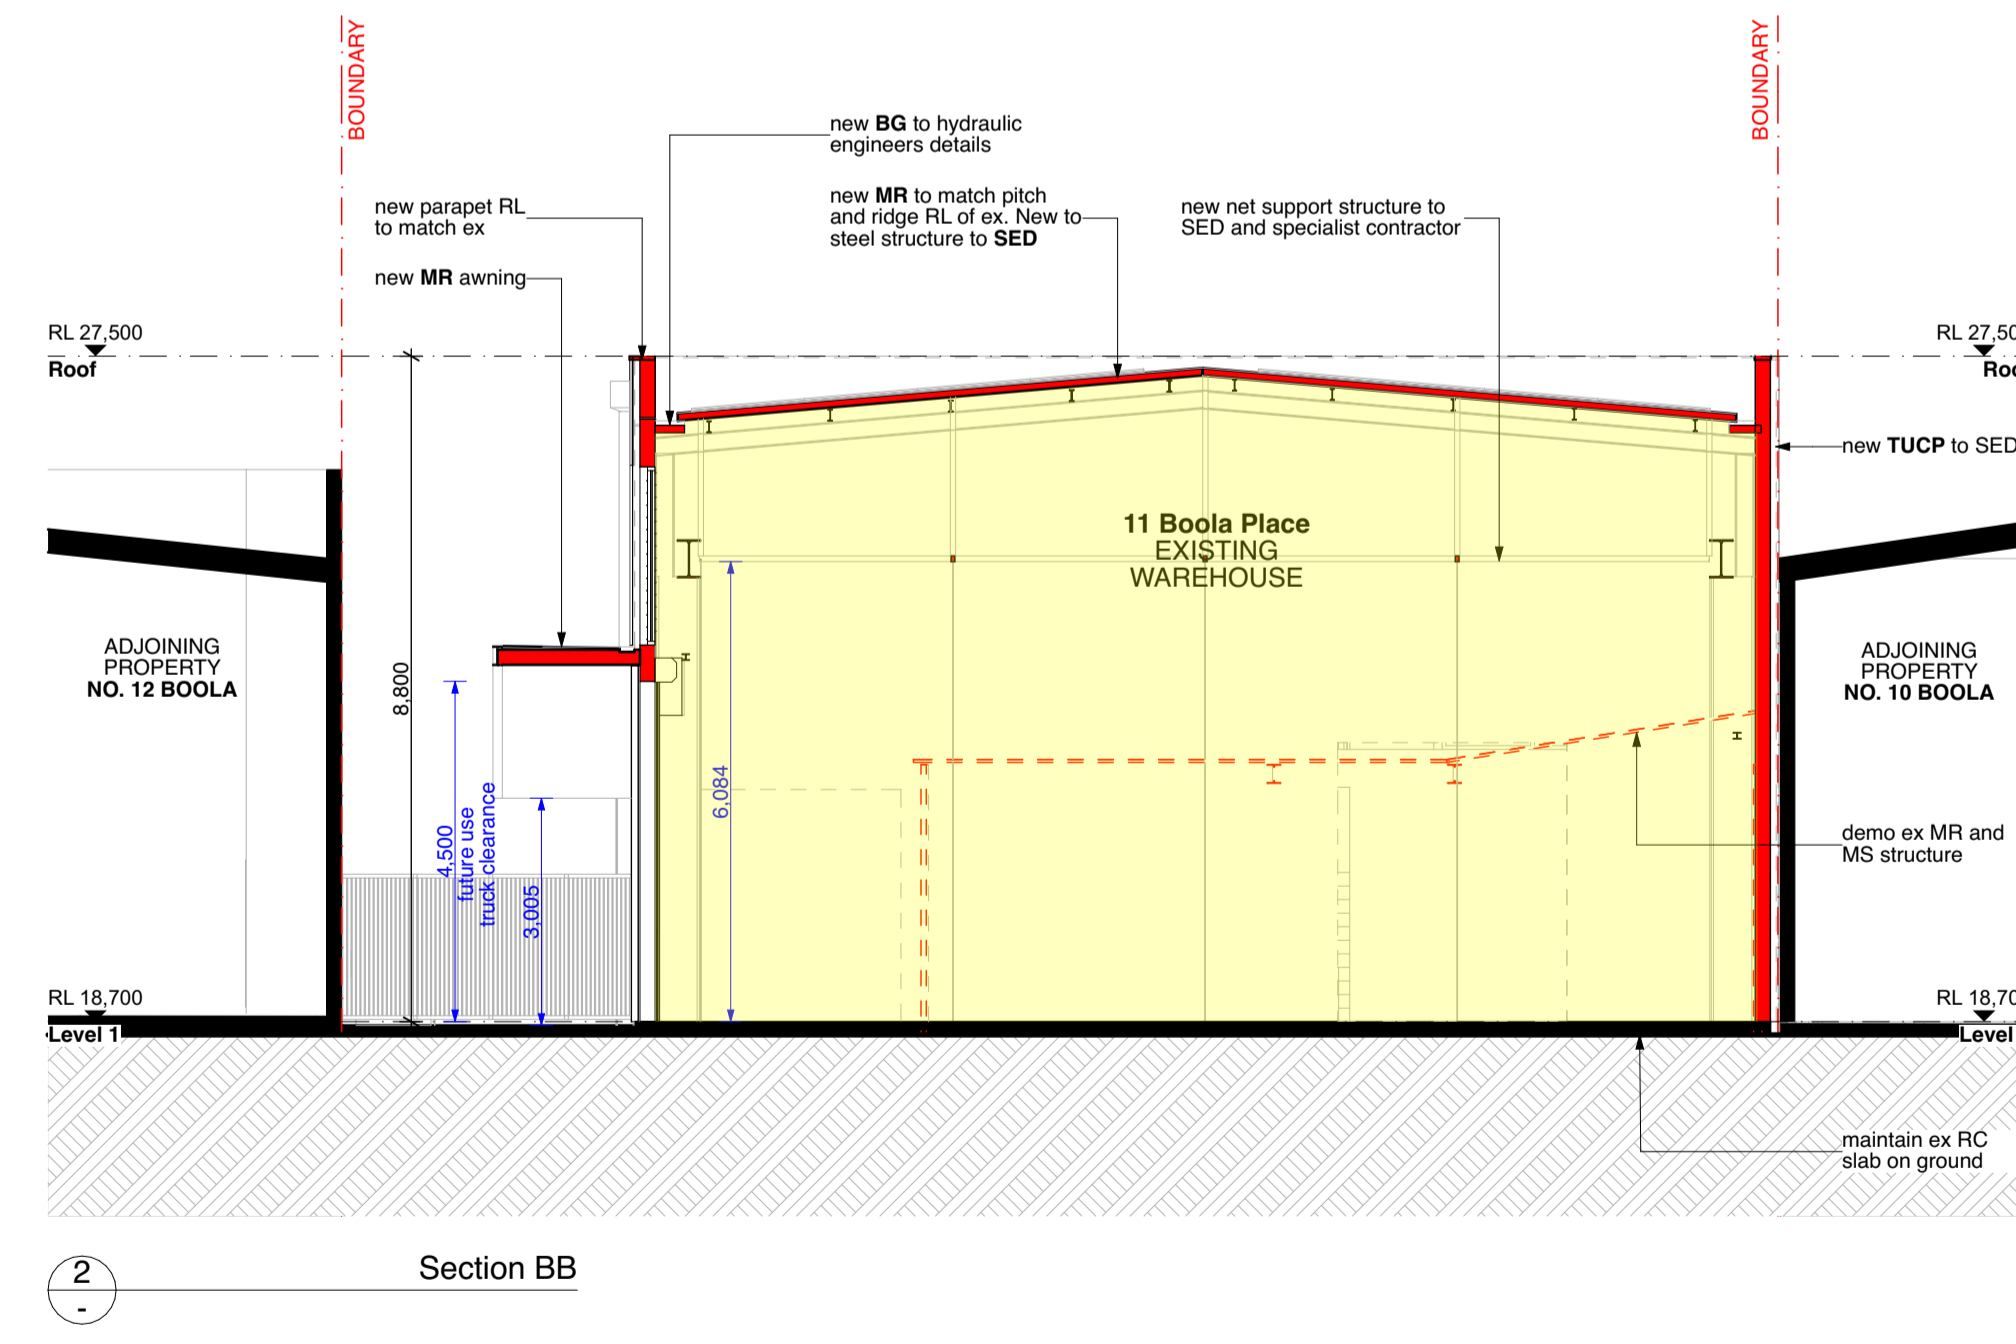 BOUNDARY
BOUNDARY
new BG to hydraulic
engineers details
new parapet RL
to match ex
new MR to match pitch
and ridge RL of ex. New to
steel structure to SED
new net support structure to
SED and specialist contractor
new MR awning
RL 27,500
Roof
RL 27,50
Roo
new TUCP to SED
11 Boola Place
EXISTING
WAREHOUSE
ADJOINING
PROPERTY
NO. 12 BOOLA
8,800
4,500
future use
truck clearance
3,005
6,084
ADJOINING
PROPERTY
NO. 10 BOOLA
demo ex MR and
MS structure
RL 18,700
Level 1
RL 18,70
Level
maintain ex RC
slab on ground
2
-
Section BB